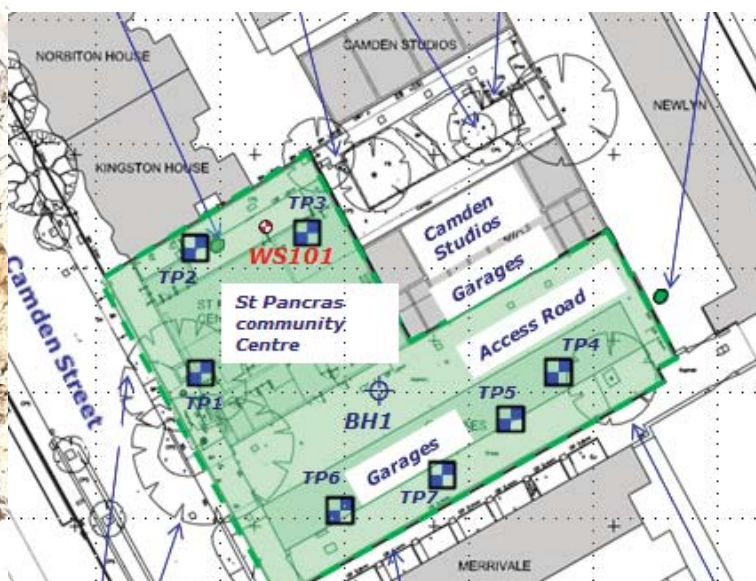 NORBITON HOUSE
CAMDEN STUDIOS
NEWLYN
KINGSTON HOUSE
Camden
Studios
TP3
WS101
TP2
Garages
Camden Street
St Pancras
community
Centre
Access Road
TP4
TP1
TP5
BH1
Garages
TP6
TP7
MERRIVALE